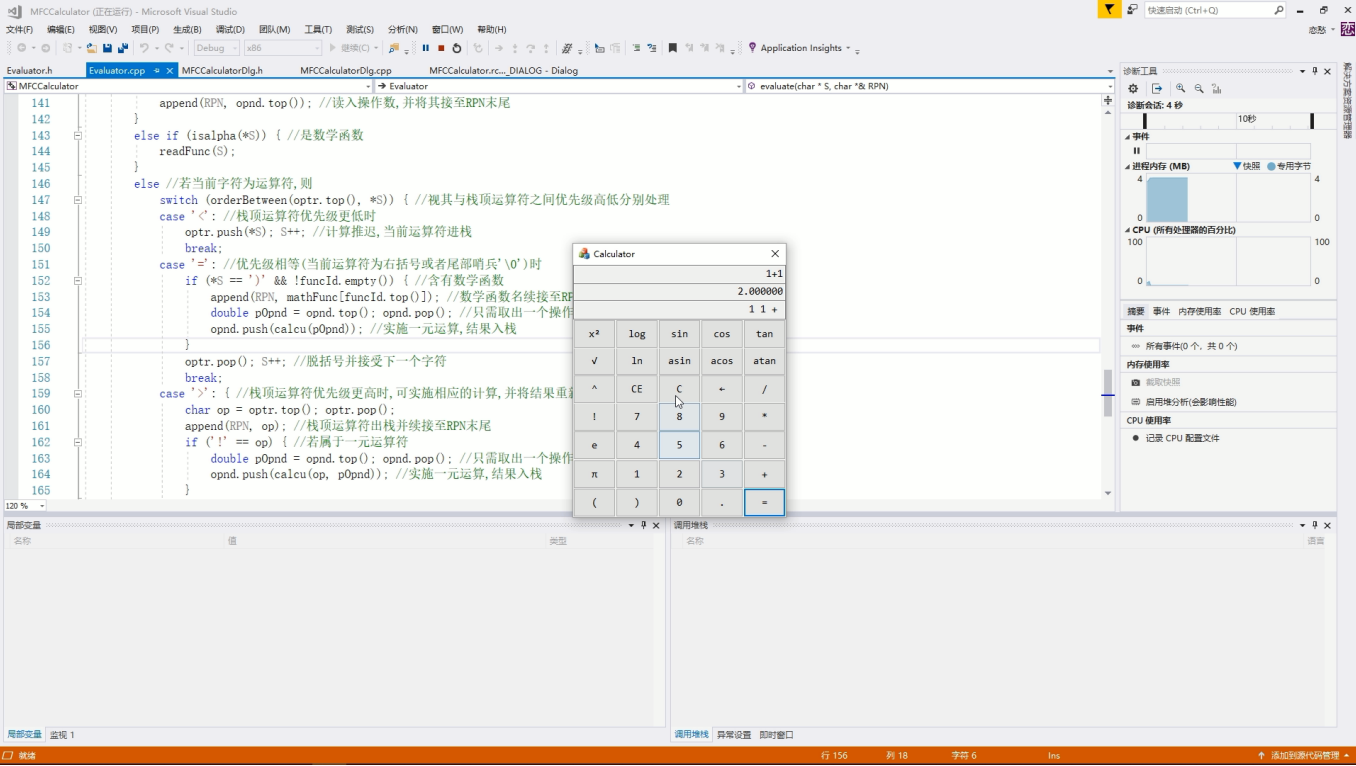 MFCCalculator (正在运行) - Microsoft Visual Studio
快速启动 (Ctrl+Q)
文件(F) 编辑(E) 视图(V) 项目(P) 生成(B) 调试(D) 团队(M) 工具(T) 测试(S) 分析(N) 窗口(W) 帮助(H)
Debug x86 继续(C) Application Insights
Evaluator.h Evaluator.cpp MFCCalculatorDlg.h MFCCalculatorDlg.cpp MFCCalculator.rc..._DIALOG - Dialog
MFCCalculator Evaluator evaluate(char * S, char *& RPN)
141 append(RPN, opnd.top()); //读入操作数,并将其接至RPN末尾
142 }
143 else if (isalpha(*S)) { //是数学函数
144 readFunc(S);
145 }
146 else //若当前字符为运算符,则
147 switch (orderBetween(optr.top(), *S)) { //视其与栈顶运算符之间优先级高低分别处理
148 case '<': //栈顶运算符优先级更低时
149 optr.push(*S); S++; //计算推迟,当前运算符进栈
150 break;
151 case '=': //优先级相等(当前运算符为右括号或者尾部哨兵'\0')时
152 if (*S == ')' && !funcId.empty()) { //含有数学函数
153 append(RPN, mathFunc[funcId.top()]); //数学函数名续接至RP
154 double pOpnd = opnd.top(); opnd.pop(); //只需取出一个操作
155 opnd.push(calcu(pOpnd)); //实施一元运算,结果入栈
156 }
157 optr.pop(); S++; //脱括号并接受下一个字符
158 break;
159 case '>': { //栈顶运算符优先级更高时,可实施相应的计算,并将结果重新
160 char op = optr.top(); optr.pop();
161 append(RPN, op); //栈顶运算符出栈并续接至RPN末尾
162 if ('!' == op) { //若属于一元运算符
163 double pOpnd = opnd.top(); opnd.pop(); //只需取出一个操作
164 opnd.push(calcu(op, pOpnd)); //实施一元运算,结果入栈
165 }
120 %
Calculator
1+1
2.000000
1 1 +
x² log sin cos tan
√ ln asin acos atan
^ CE C ← /
! 7 8 9 *
e 4 5 6 -
π 1 2 3 +
( ) 0 . =
诊断工具
诊断会话: 4 秒
10秒
事件
进程内存 (MB) 快照 专用字节
4 4
0 0
CPU (所有处理器的百分比)
100 100
0 0
摘要 事件 内存使用率 CPU 使用率
事件
所有事件(0 个，共 0 个)
内存使用率
截取快照
启用堆分析(会影响性能)
CPU 使用率
记录 CPU 配置文件
解决方案资源管理器
局部变量
名称 值 类型
调用堆栈
名称 语言
局部变量 监视 1
调用堆栈 异常设置 即时窗口
就绪 行 156 列 18 字符 6 Ins 添加到源代码管理